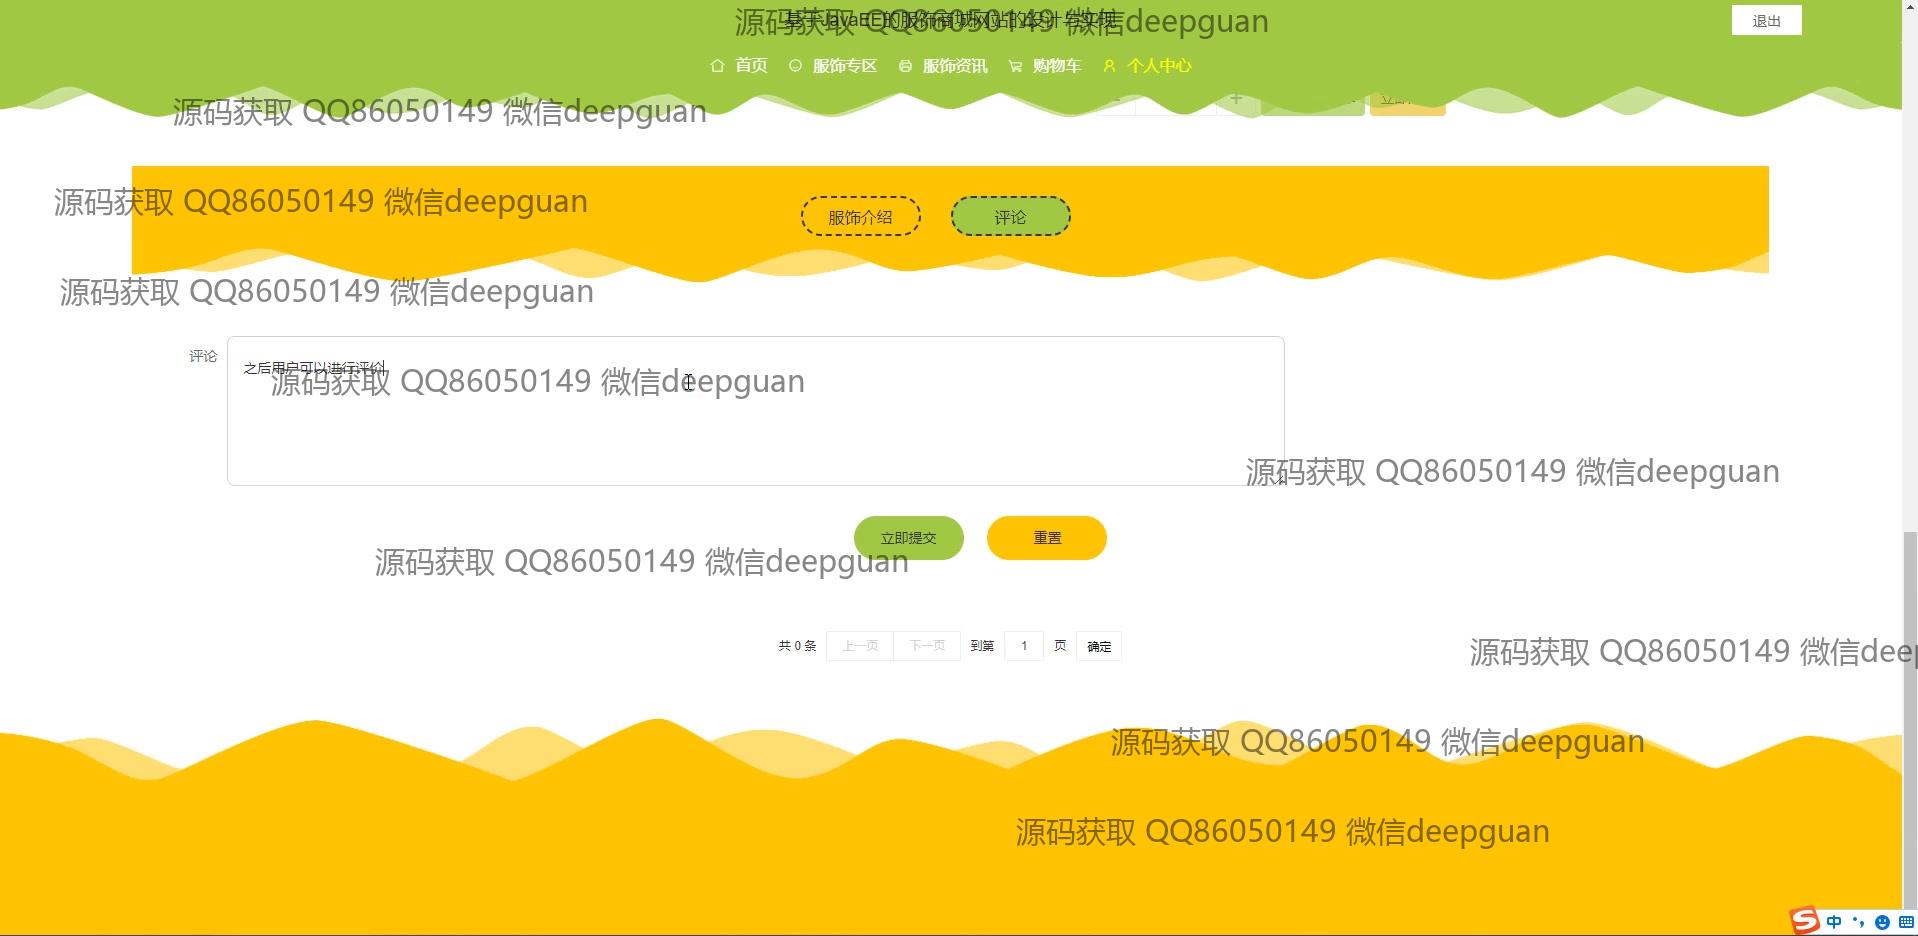 基于JavaEE的服饰商城网站的设计与实现
源码获取 QQ86050149 微信deepguan
退出
首页 服饰专区 服饰资讯 购物车 个人中心
源码获取 QQ86050149 微信deepguan
源码获取 QQ86050149 微信deepguan
服饰介绍 评论
源码获取 QQ86050149 微信deepguan
评论
之后用户可以进行评价
源码获取 QQ86050149 微信deepguan
源码获取 QQ86050149 微信deepguan
立即提交 重置
源码获取 QQ86050149 微信deepguan
共 0 条 上一页 下一页 到第 1 页 确定
源码获取 QQ86050149 微信deep
源码获取 QQ86050149 微信deepguan
源码获取 QQ86050149 微信deepguan
中